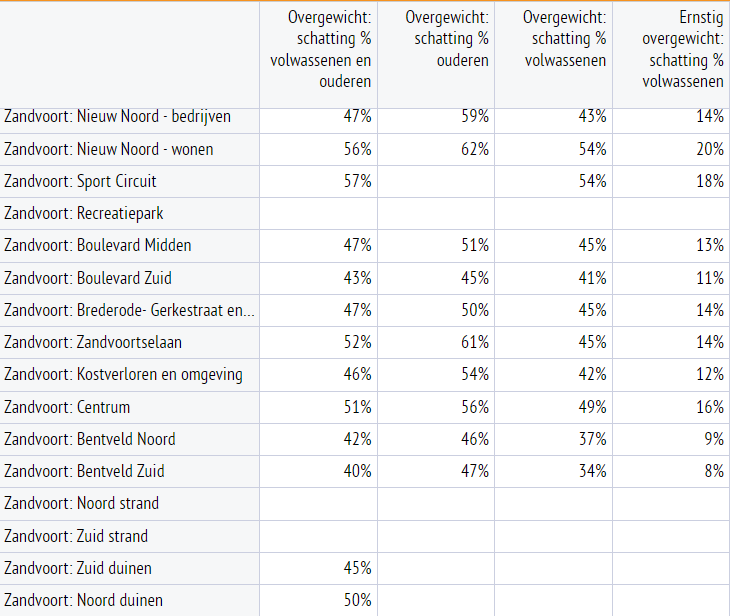 Overgewicht: schatting % volwassenen en ouderen Overgewicht: schatting % ouderen Overgewicht: schatting % volwassenen Ernstig overgewicht: schatting % volwassenen
Zandvoort: Nieuw Noord - bedrijven 47% 59% 43% 14%
Zandvoort: Nieuw Noord - wonen 56% 62% 54% 20%
Zandvoort: Sport Circuit 57% 54% 18%
Zandvoort: Recreatiepark
Zandvoort: Boulevard Midden 47% 51% 45% 13%
Zandvoort: Boulevard Zuid 43% 45% 41% 11%
Zandvoort: Brederode- Gerkestraat en... 47% 50% 45% 14%
Zandvoort: Zandvoortselaan 52% 61% 45% 14%
Zandvoort: Kostverloren en omgeving 46% 54% 42% 12%
Zandvoort: Centrum 51% 56% 49% 16%
Zandvoort: Bentveld Noord 42% 46% 37% 9%
Zandvoort: Bentveld Zuid 40% 47% 34% 8%
Zandvoort: Noord strand
Zandvoort: Zuid strand
Zandvoort: Zuid duinen 45%
Zandvoort: Noord duinen 50%